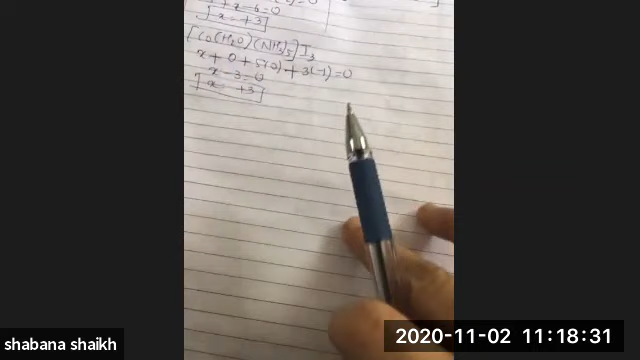 x-6=0
x=+3
[Co(H₂O)(NH₃)₅]I₃
x+0+5(0)+3(-1)=0
x-3=0
x=+3
shabana shaikh
2020-11-02 11:18:31